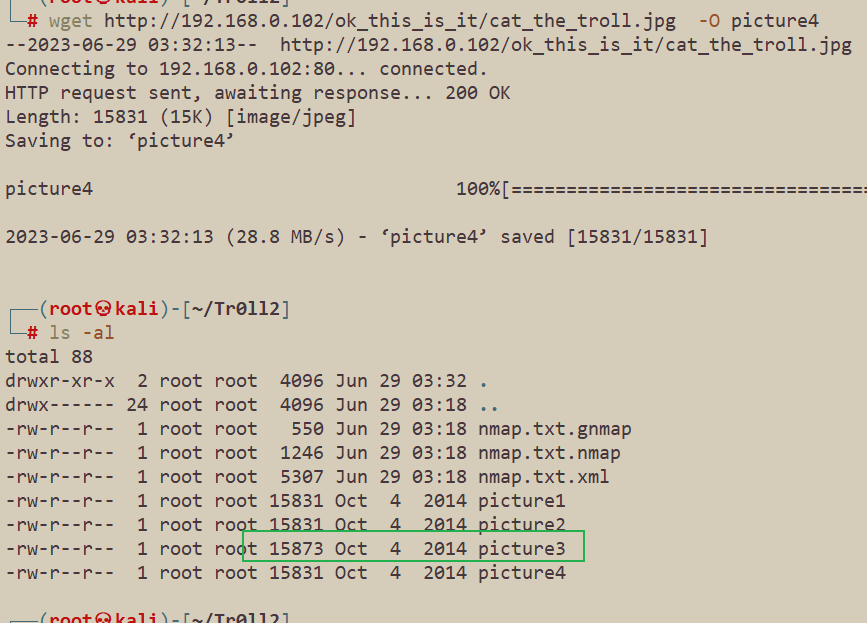 # wget http://192.168.0.102/ok_this_is_it/cat_the_troll.jpg  -O picture4
--2023-06-29 03:32:13--  http://192.168.0.102/ok_this_is_it/cat_the_troll.jpg
Connecting to 192.168.0.102:80... connected.
HTTP request sent, awaiting response... 200 OK
Length: 15831 (15K) [image/jpeg]
Saving to: ‘picture4’
picture4                                 100%[=================================
2023-06-29 03:32:13 (28.8 MB/s) - ‘picture4’ saved [15831/15831]
┌──(root💀kali)-[~/Tr0ll2]
└─# ls -al
total 88
drwxr-xr-x  2 root root  4096 Jun 29 03:32 .
drwx------ 24 root root  4096 Jun 29 03:18 ..
-rw-r--r--  1 root root   550 Jun 29 03:18 nmap.txt.gnmap
-rw-r--r--  1 root root  1246 Jun 29 03:18 nmap.txt.nmap
-rw-r--r--  1 root root  5307 Jun 29 03:18 nmap.txt.xml
-rw-r--r--  1 root root 15831 Oct  4  2014 picture1
-rw-r--r--  1 root root 15831 Oct  4  2014 picture2
-rw-r--r--  1 root root 15873 Oct  4  2014 picture3
-rw-r--r--  1 root root 15831 Oct  4  2014 picture4
┌──(root💀kali)-[~/Tr0ll2]